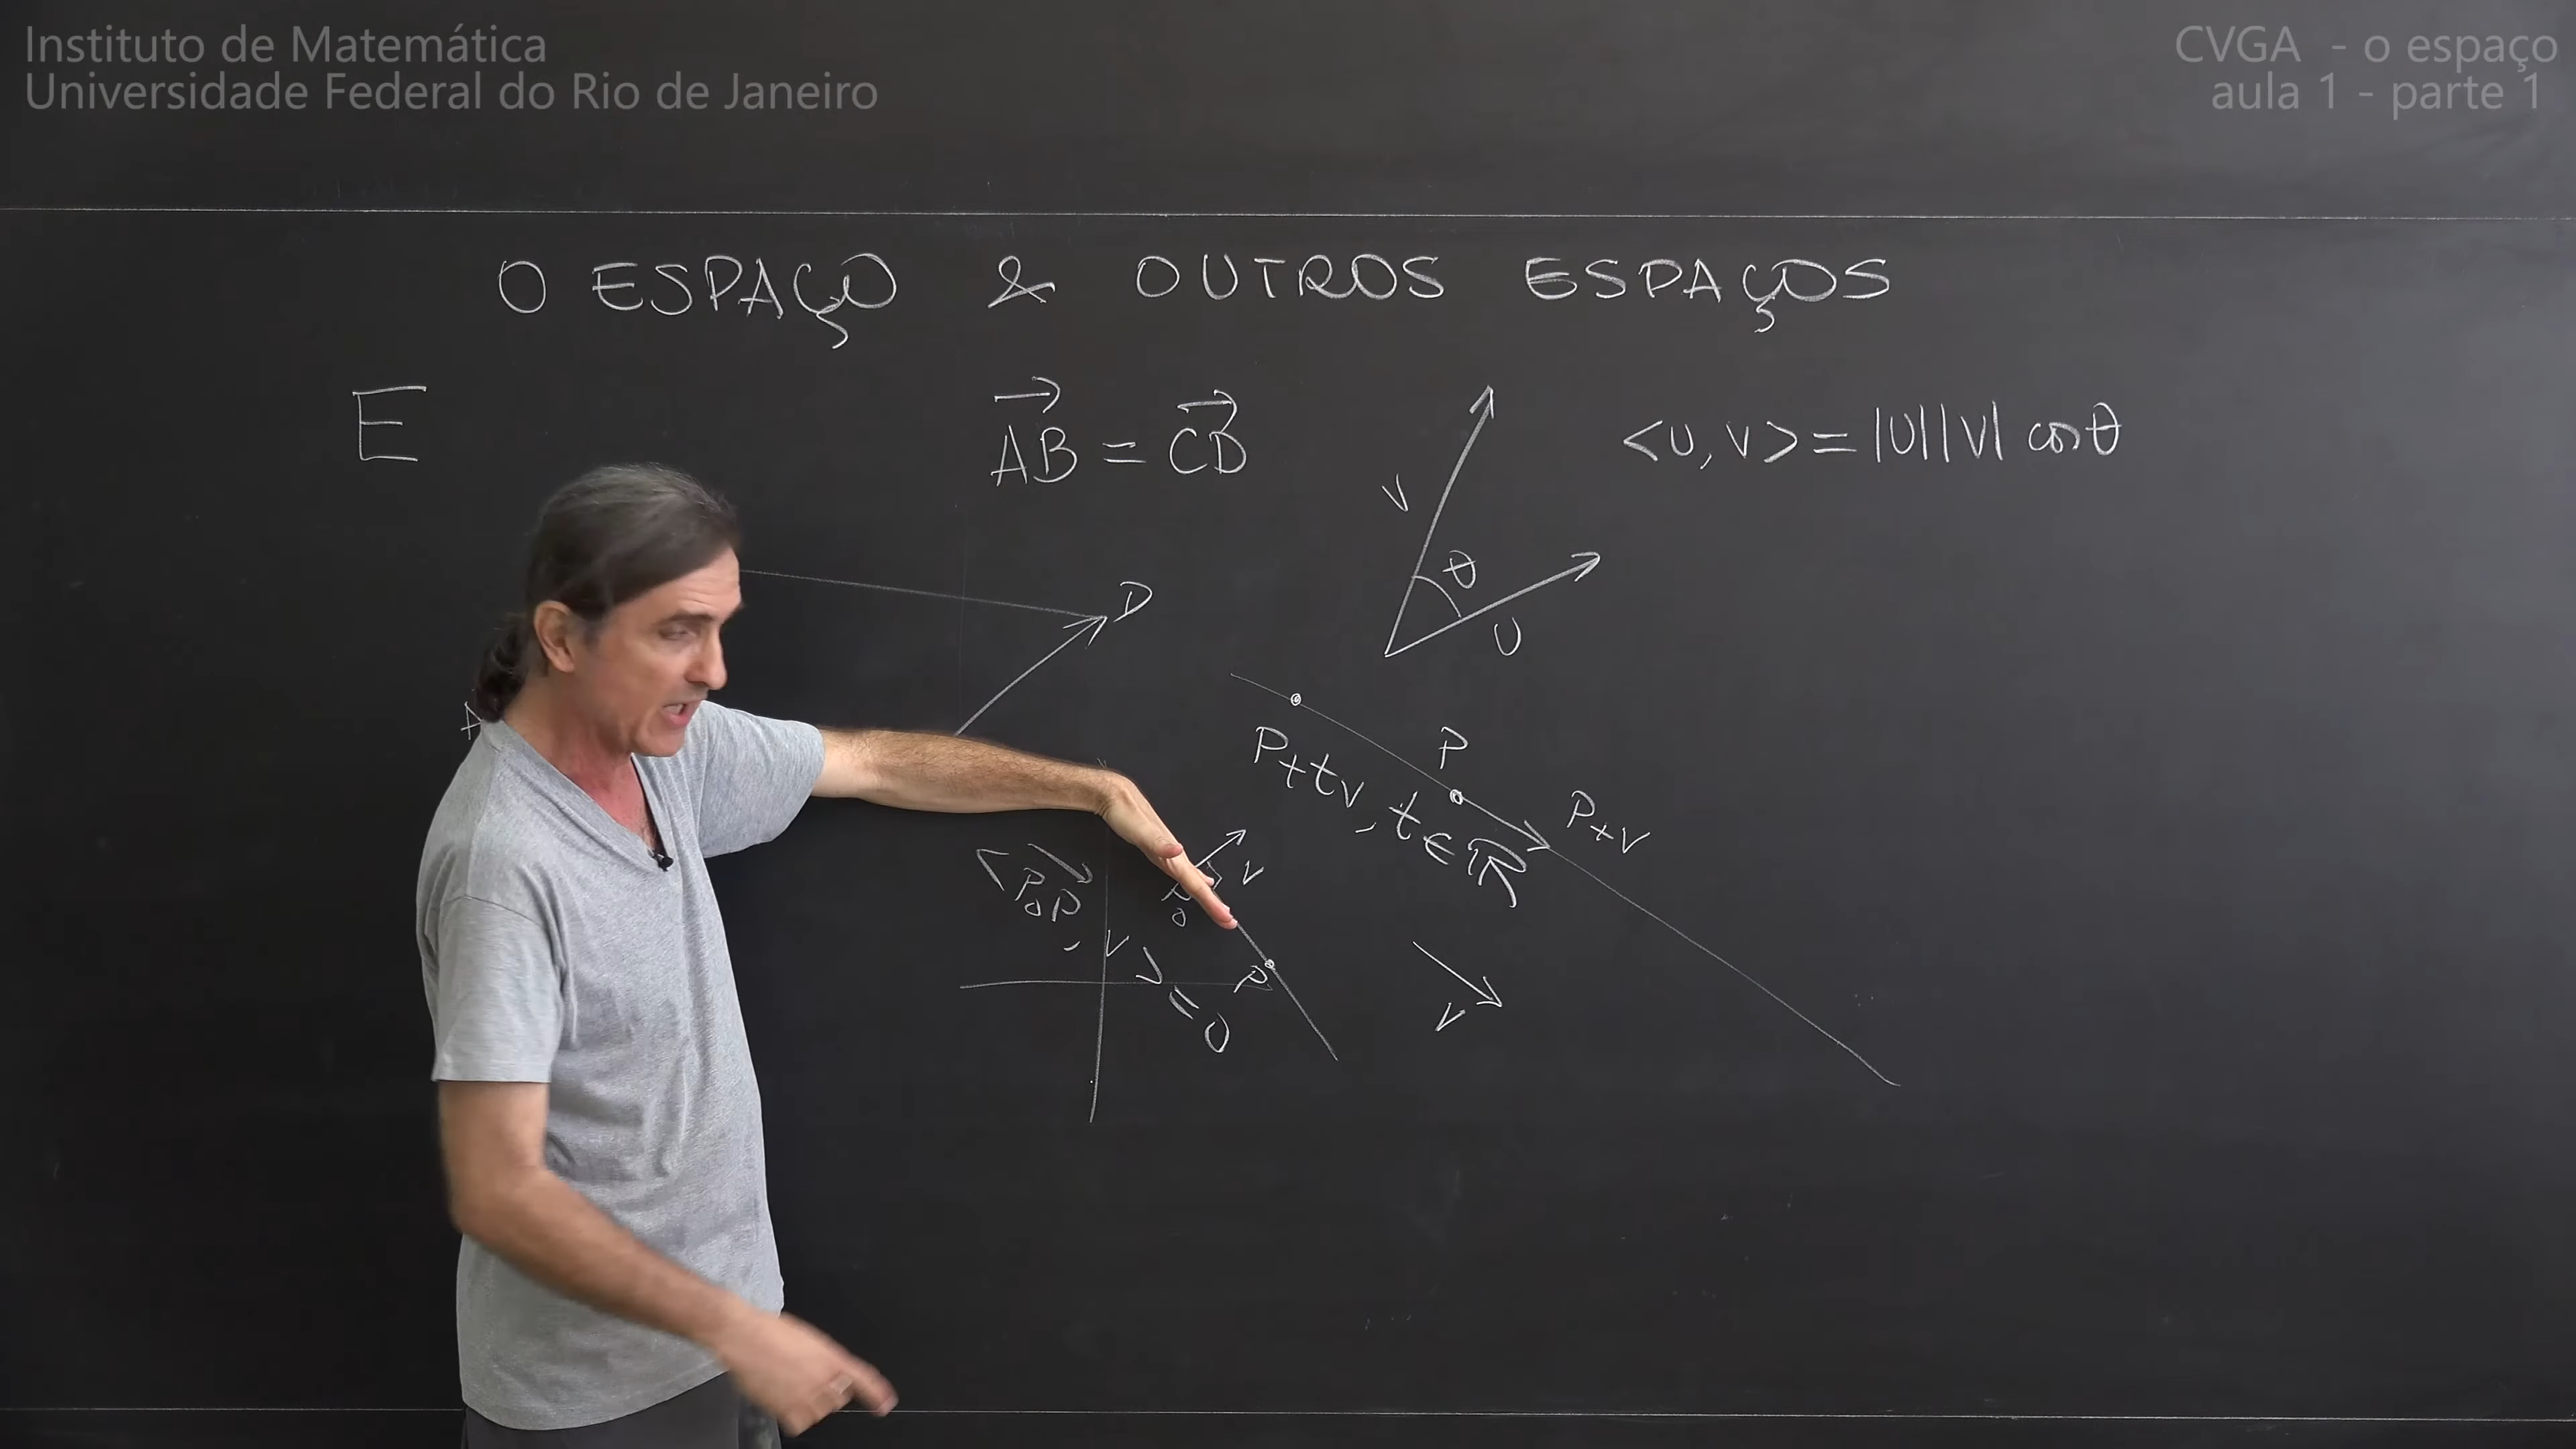 Instituto de Matemática
Universidade Federal do Rio de Janeiro
CVGA - o espaço
aula 1 - parte 1
O ESPAÇO & OUTROS ESPAÇOS
E
AB = CD
<U, V> = |U||V| cos θ
V
θ
U
D
A
P
P+tv, t∈ℝ
P+V
<P₀P, V> = 0
P₀
V
P
V